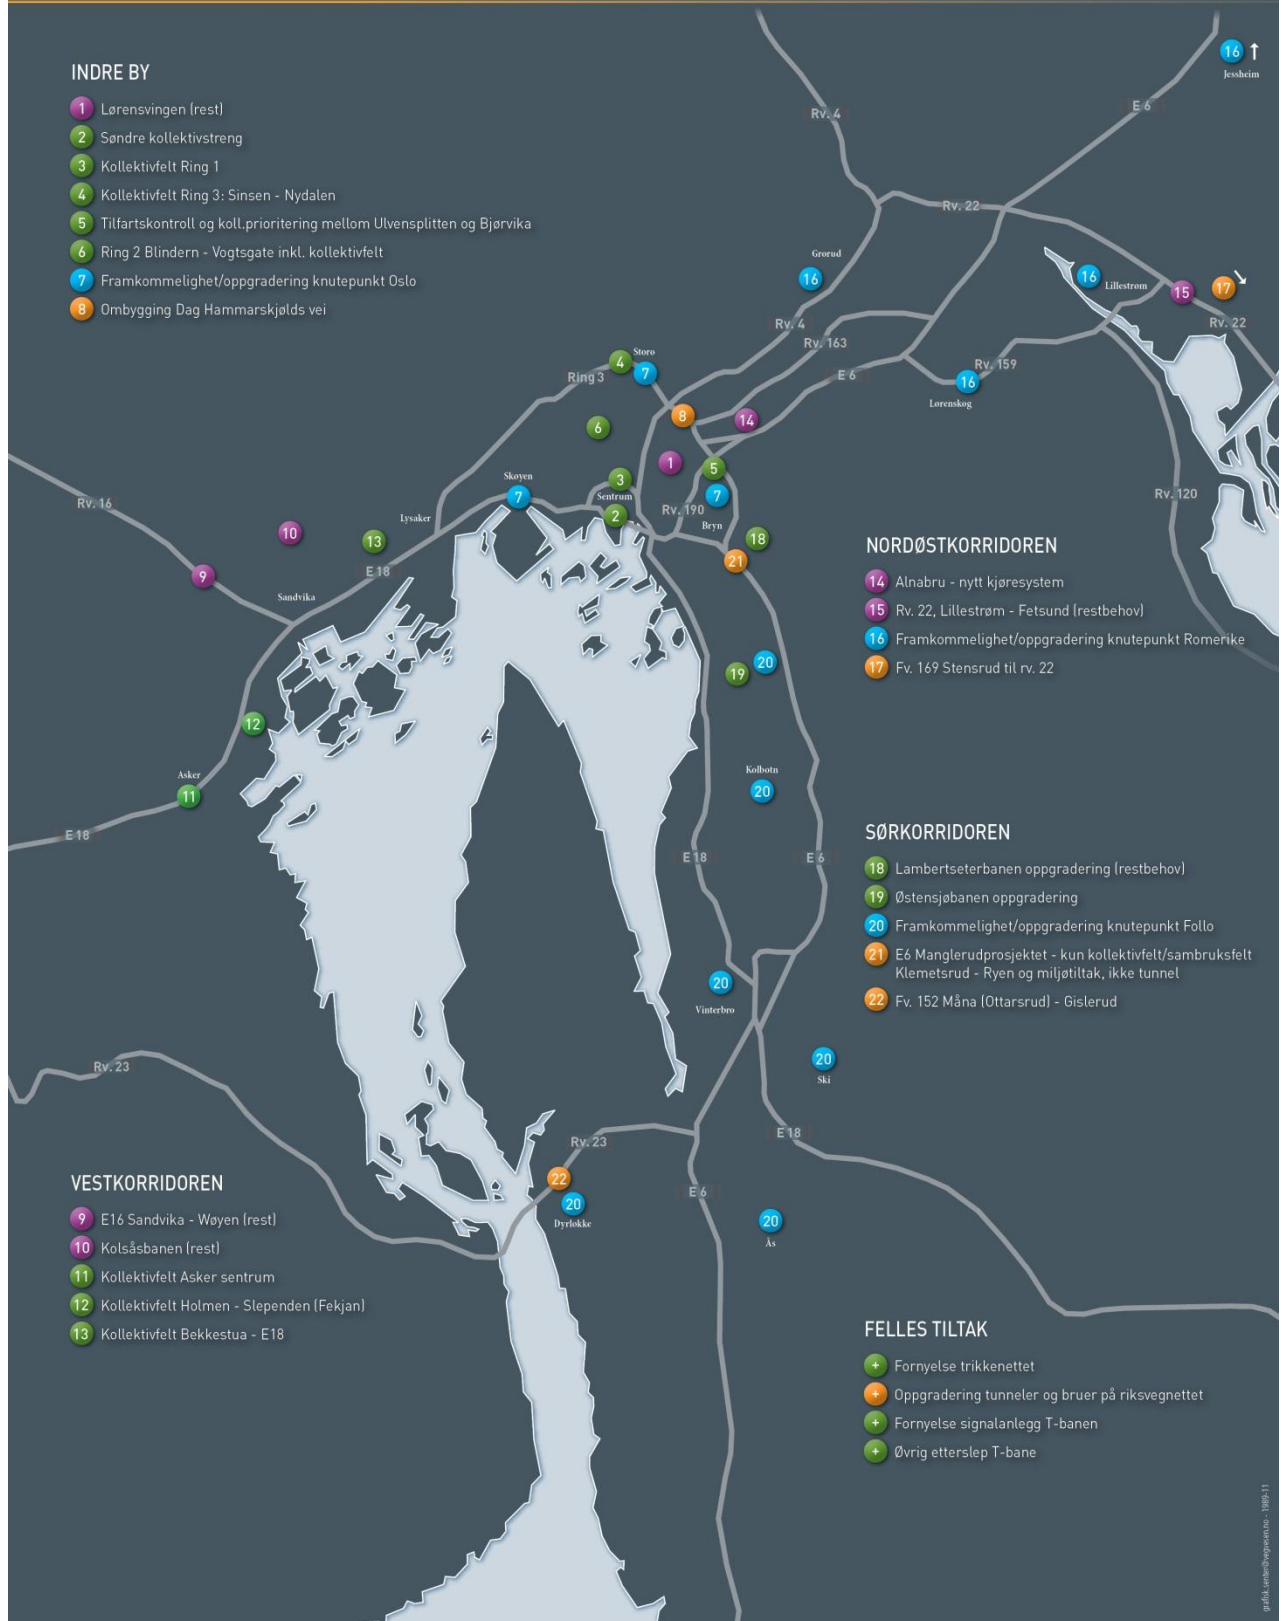 INDRE BY
1 Lørensvingen (rest)
2 Søndre kollektivstreng
3 Kollektivfelt Ring 1
4 Kollektivfelt Ring 3: Sinsen - Nydalen
5 Tilfartskontroll og koll.prioritering mellom Ulvensplitten og Bjørvika
6 Ring 2 Blindern - Vogtsgate inkl. kollektivfelt
7 Framkommelighet/oppgradering knutepunkt Oslo
8 Ombygging Dag Hammarskjølds vei
16 ↑
Jessheim
E 6
Rv. 4
Rv. 22
Grorud
16
16
Lillestrøm
15
17
Rv. 22
Rv. 4
Rv. 163
Storo
4
7
Ring 3
E 6
Rv. 159
16
Lørenskog
8
14
6
1
5
3
Skøyen
7
Sentrum
2
7
Rv. 190
Bryn
Rv. 120
Rv. 16
Lysaker
10
13
18
21
9
E 18
Sandvika
NORDØSTKORRIDOREN
14 Alnabru - nytt kjøresystem
15 Rv. 22, Lillestrøm - Fetsund (restbehov)
16 Framkommelighet/oppgradering knutepunkt Romerike
17 Fv. 169 Stensrud til rv. 22
20
19
12
Asker
11
Kolbotn
20
E 18
E 18
E 6
SØRKORRIDOREN
18 Lambertseterbanen oppgradering (restbehov)
19 Østensjøbanen oppgradering
20 Framkommelighet/oppgradering knutepunkt Follo
21 E6 Manglerudprosjektet - kun kollektivfelt/sambruksfelt
Klemetsrud - Ryen og miljøtiltak, ikke tunnel
22 Fv. 152 Måna (Ottarsrud) - Gislerud
20
Vinterbro
20
Ski
Rv. 23
Rv. 23
E 18
22
20
Dyrløkke
E 6
20
Ås
VESTKORRIDOREN
9 E16 Sandvika - Wøyen (rest)
10 Kolsåsbanen (rest)
11 Kollektivfelt Asker sentrum
12 Kollektivfelt Holmen - Slependen (Fekjan)
13 Kollektivfelt Bekkestua - E18
FELLES TILTAK
+ Fornyelse trikkenettet
+ Oppgradering tunneler og bruer på riksvegnettet
+ Fornyelse signalanlegg T-banen
+ Øvrig etterslep T-bane
grafisk.senter@vegvesen.no - 1989-11